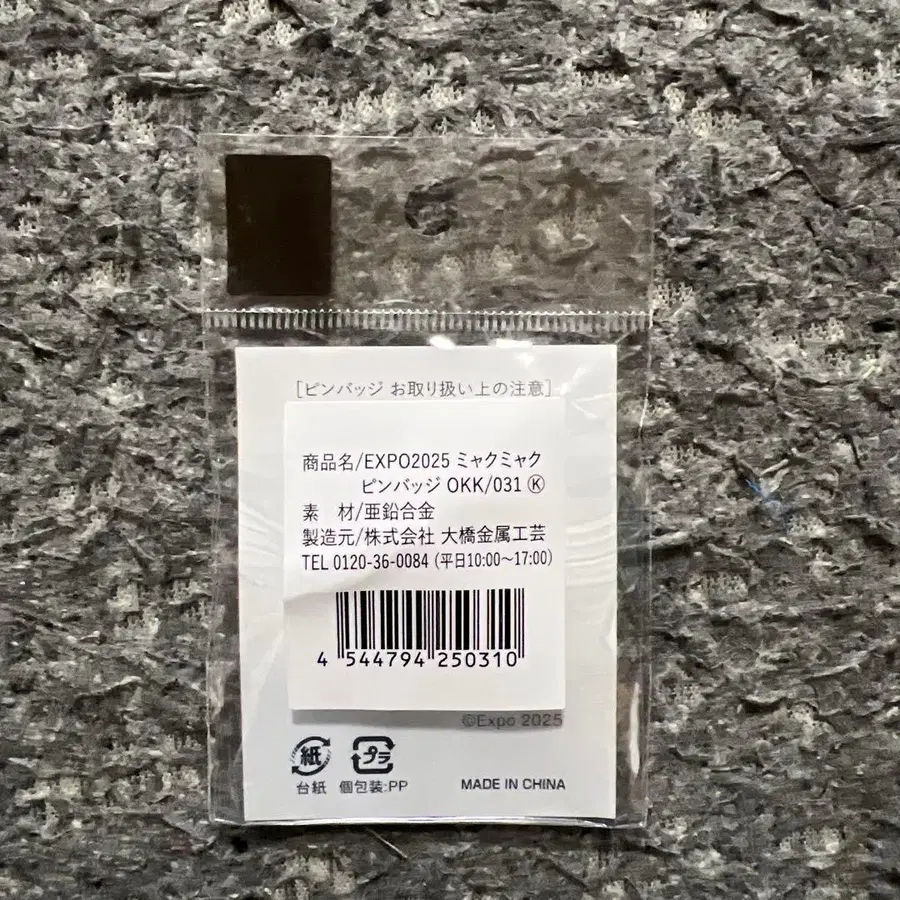 [ピンバッジ お取り扱い上の注意]
商品名/EXPO2025 ミャクミャク
ピンバッジ OKK/031 Ⓚ
素 材/亜鉛合金
製造元/株式会社 大橋金属工芸
TEL 0120-36-0084 (平日10:00〜17:00)
4 544794 250310
©Expo 2025
紙 プラ
台紙 個包装:PP
MADE IN CHINA